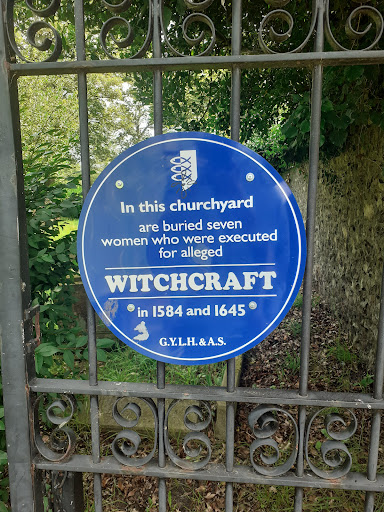 In this churchyard
are buried seven
women who were executed
for alleged
WITCHCRAFT
in 1584 and 1645
G.Y.L.H.&A.S.